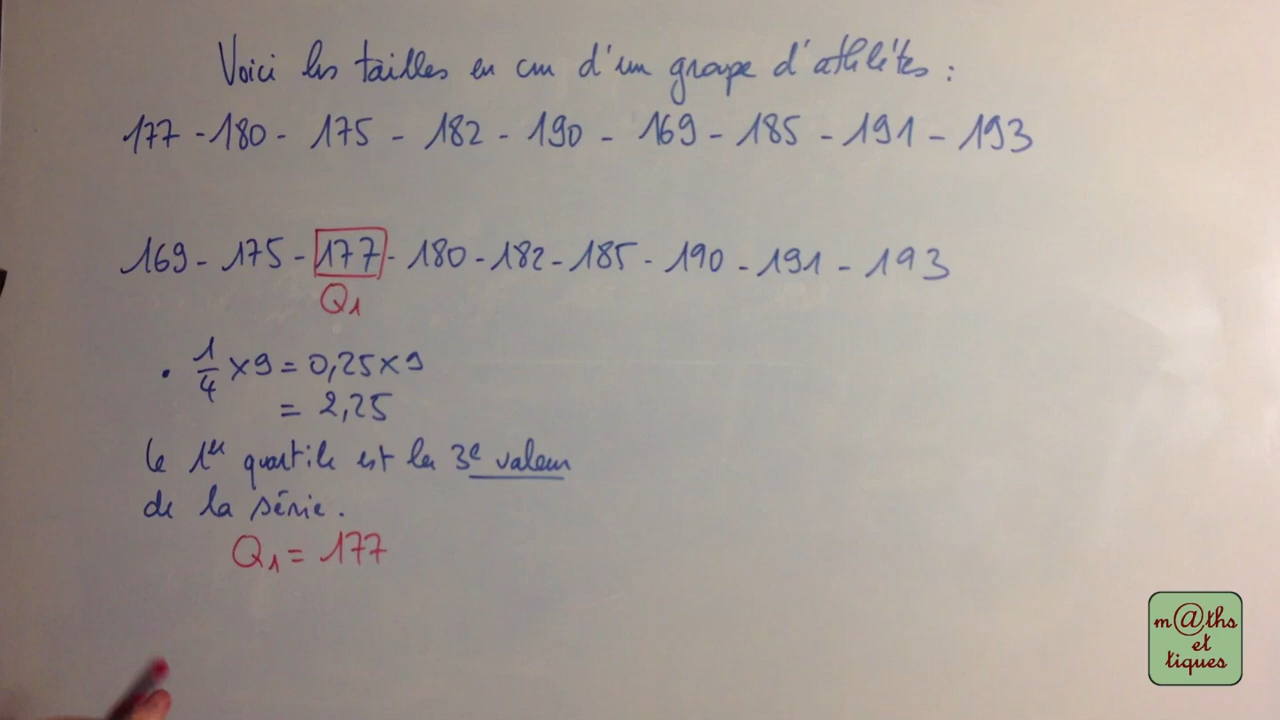 Voici les tailles en cm d'un groupe d'athlétes :
177 - 180 - 175 - 182 - 190 - 169 - 185 - 191 - 193
169 - 175 - 177 - 180 - 182 - 185 - 190 - 191 - 193
Q1
• 1/4 × 9 = 0,25 × 9
= 2,25
Le 1er quartile est la 3e valeur
de la série.
Q1 = 177
m@ths
et
tiques